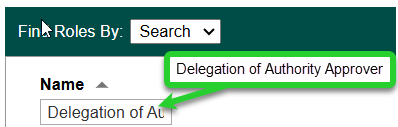 Find Roles By: Search
Delegation of Authority Approver
Name
Delegation of Au